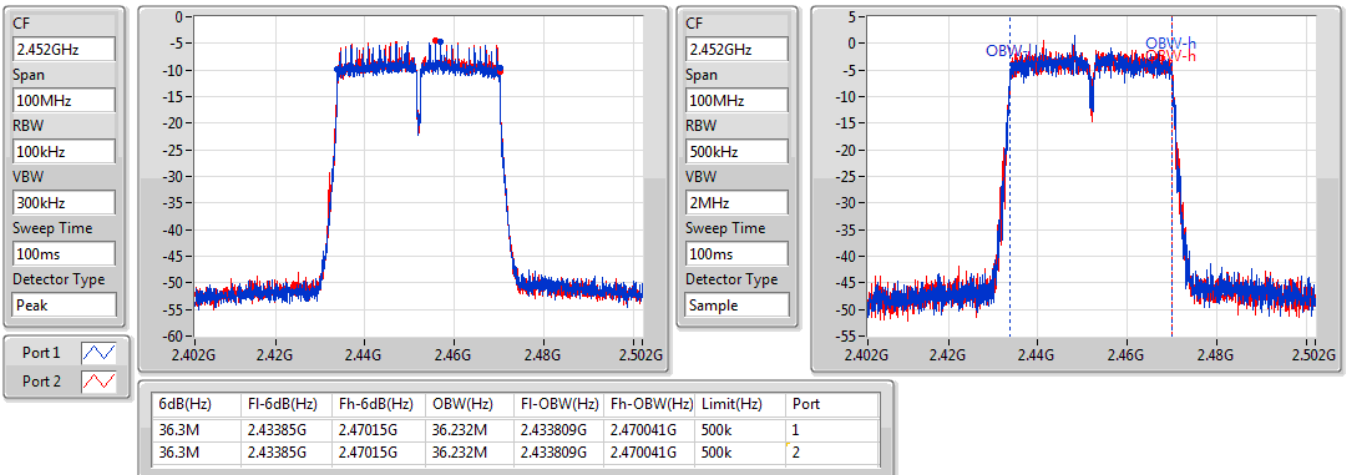 CF
2.452GHz
Span
100MHz
RBW
100kHz
VBW
300kHz
Sweep Time
100ms
Detector Type
Peak
Port 1
Port 2
0
-5
-10
-15
-20
-25
-30
-35
-40
-45
-50
-55
-60
2.402G 2.42G 2.44G 2.46G 2.48G 2.502G
CF
2.452GHz
Span
100MHz
RBW
500kHz
VBW
2MHz
Sweep Time
100ms
Detector Type
Sample
5
0
-5
-10
-15
-20
-25
-30
-35
-40
-45
-50
-55
OBW-h
OBW-h
2.402G 2.42G 2.44G 2.46G 2.48G 2.502G
6dB(Hz) Fl-6dB(Hz) Fh-6dB(Hz) OBW(Hz) Fl-OBW(Hz) Fh-OBW(Hz) Limit(Hz) Port
36.3M 2.43385G 2.47015G 36.232M 2.433809G 2.470041G 500k 1
36.3M 2.43385G 2.47015G 36.232M 2.433809G 2.470041G 500k 2